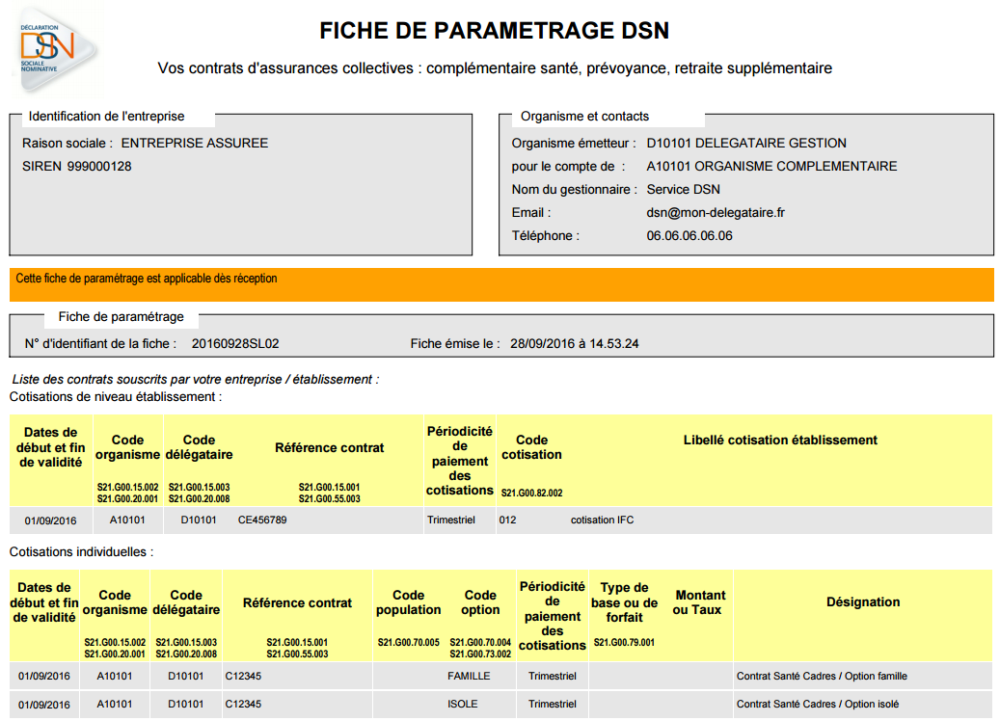 DÉCLARATION
DSN
SOCIALE
NOMINATIVE
FICHE DE PARAMETRAGE DSN
Vos contrats d'assurances collectives : complémentaire santé, prévoyance, retraite supplémentaire
Identification de l'entreprise
Raison sociale : ENTREPRISE ASSUREE
SIREN 999000128
Organisme et contacts
Organisme émetteur : D10101 DELEGATAIRE GESTION
pour le compte de : A10101 ORGANISME COMPLEMENTAIRE
Nom du gestionnaire : Service DSN
Email : dsn@mon-delegataire.fr
Téléphone : 06.06.06.06.06
Cette fiche de paramétrage est applicable dès réception
Fiche de paramétrage
N° d'identifiant de la fiche : 20160928SL02 Fiche émise le : 28/09/2016 à 14.53.24
Liste des contrats souscrits par votre entreprise / établissement :
Cotisations de niveau établissement :
Dates de début et fin de validité
Code organisme
S21.G00.15.002
S21.G00.20.001
Code délégataire
S21.G00.15.003
S21.G00.20.008
Référence contrat
S21.G00.15.001
S21.G00.55.003
Périodicité de paiement des cotisations
Code cotisation
S21.G00.82.002
Libellé cotisation établissement
01/09/2016 A10101 D10101 CE456789 Trimestriel 012 cotisation IFC
Cotisations individuelles :
Dates de début et fin de validité
Code organisme
S21.G00.15.002
S21.G00.20.001
Code délégataire
S21.G00.15.003
S21.G00.20.008
Référence contrat
S21.G00.15.001
S21.G00.55.003
Code population
S21.G00.70.005
Code option
S21.G00.70.004
S21.G00.73.002
Périodicité de paiement des cotisations
Type de base ou de forfait
S21.G00.79.001
Montant ou Taux
Désignation
01/09/2016 A10101 D10101 C12345 FAMILLE Trimestriel Contrat Santé Cadres / Option famille
01/09/2016 A10101 D10101 C12345 ISOLE Trimestriel Contrat Santé Cadres / Option isolé